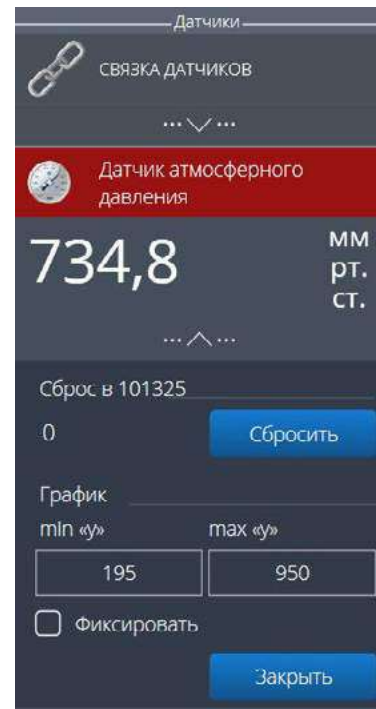 Датчики
СВЯЗКА ДАТЧИКОВ
Датчик атмосферного
давления
734,8
мм
рт.
ст.
Сброс в 101325
0
Сбросить
График
min «y»
max «y»
195
950
Фиксировать
Закрыть